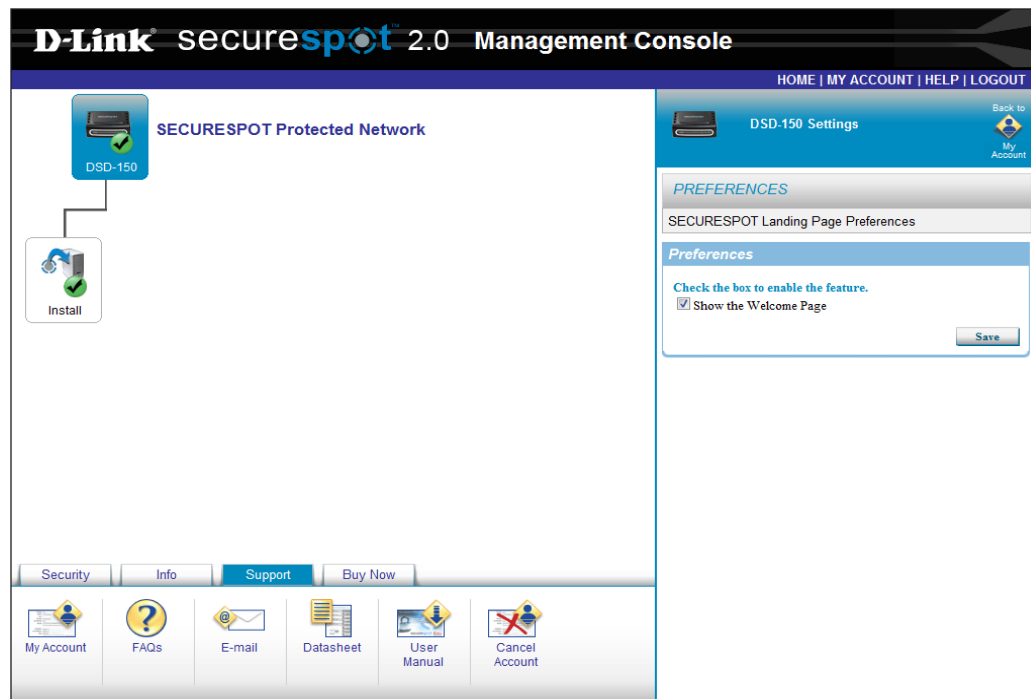 D-Link® securespot™ 2.0 Management Console
HOME | MY ACCOUNT | HELP | LOGOUT
DSD-150
SECURESPOT Protected Network
Install
DSD-150 Settings
Back to
My
Account
PREFERENCES
SECURESPOT Landing Page Preferences
Preferences
Check the box to enable the feature.
Show the Welcome Page
Save
Security
Info
Support
Buy Now
My Account
FAQs
E-mail
Datasheet
User
Manual
Cancel
Account